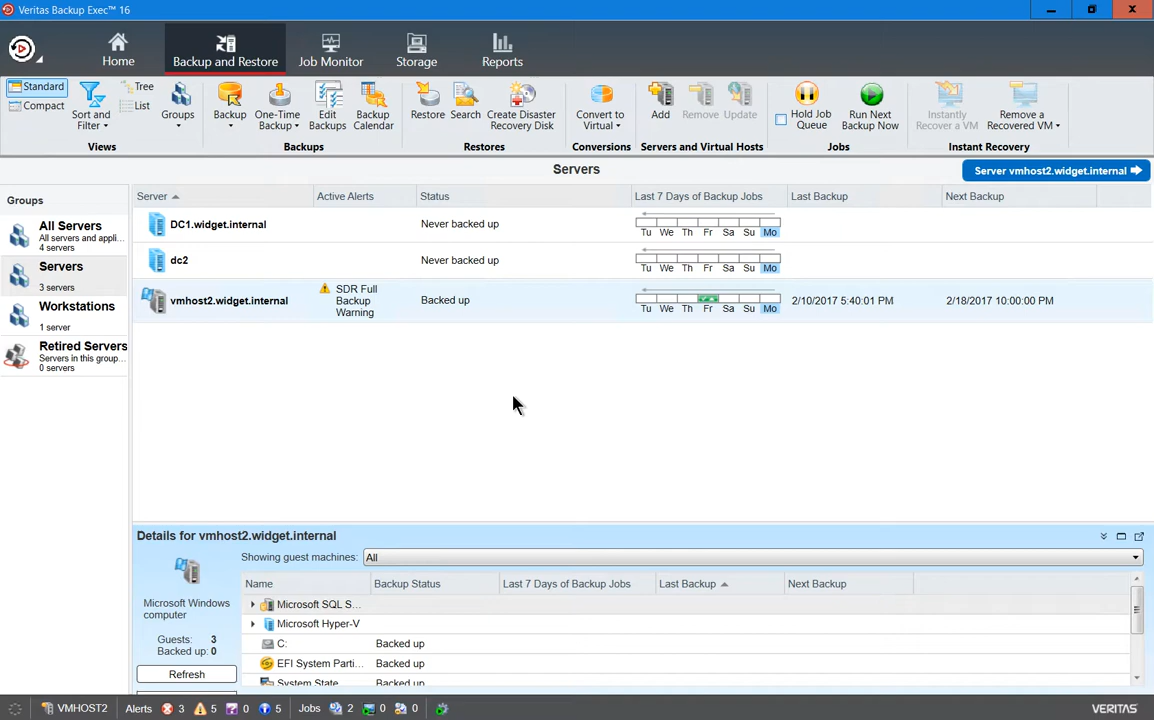 Veritas Backup Exec™ 16
Home
Backup and Restore
Job Monitor
Storage
Reports
Standard
Compact
Sort and Filter
Tree
List
Groups
Views
Backup
One-Time Backup
Edit Backups
Backup Calendar
Backups
Restore
Search
Create Disaster Recovery Disk
Restores
Convert to Virtual
Conversions
Add
Remove
Update
Servers and Virtual Hosts
Hold Job Queue
Run Next Backup Now
Jobs
Instantly Recover a VM
Remove a Recovered VM
Instant Recovery
Servers
Server vmhost2.widget.internal
Groups
All Servers
All servers and appli...
4 servers
Servers
3 servers
Workstations
1 server
Retired Servers
Servers in this group...
0 servers
Server Active Alerts Status Last 7 Days of Backup Jobs Last Backup Next Backup
DC1.widget.internal Never backed up
Tu We Th Fr Sa Su Mo
dc2 Never backed up
Tu We Th Fr Sa Su Mo
vmhost2.widget.internal SDR Full Backup Warning Backed up 2/10/2017 5:40:01 PM 2/18/2017 10:00:00 PM
Tu We Th Fr Sa Su Mo
Details for vmhost2.widget.internal
Showing guest machines: All
Microsoft Windows computer
Guests: 3
Backed up: 0
Refresh
Name Backup Status Last 7 Days of Backup Jobs Last Backup Next Backup
Microsoft SQL S...
Microsoft Hyper-V
C: Backed up
EFI System Parti... Backed up
System State Backed up
VMHOST2 Alerts 3 5 0 5 Jobs 2 0 0
VERITAS